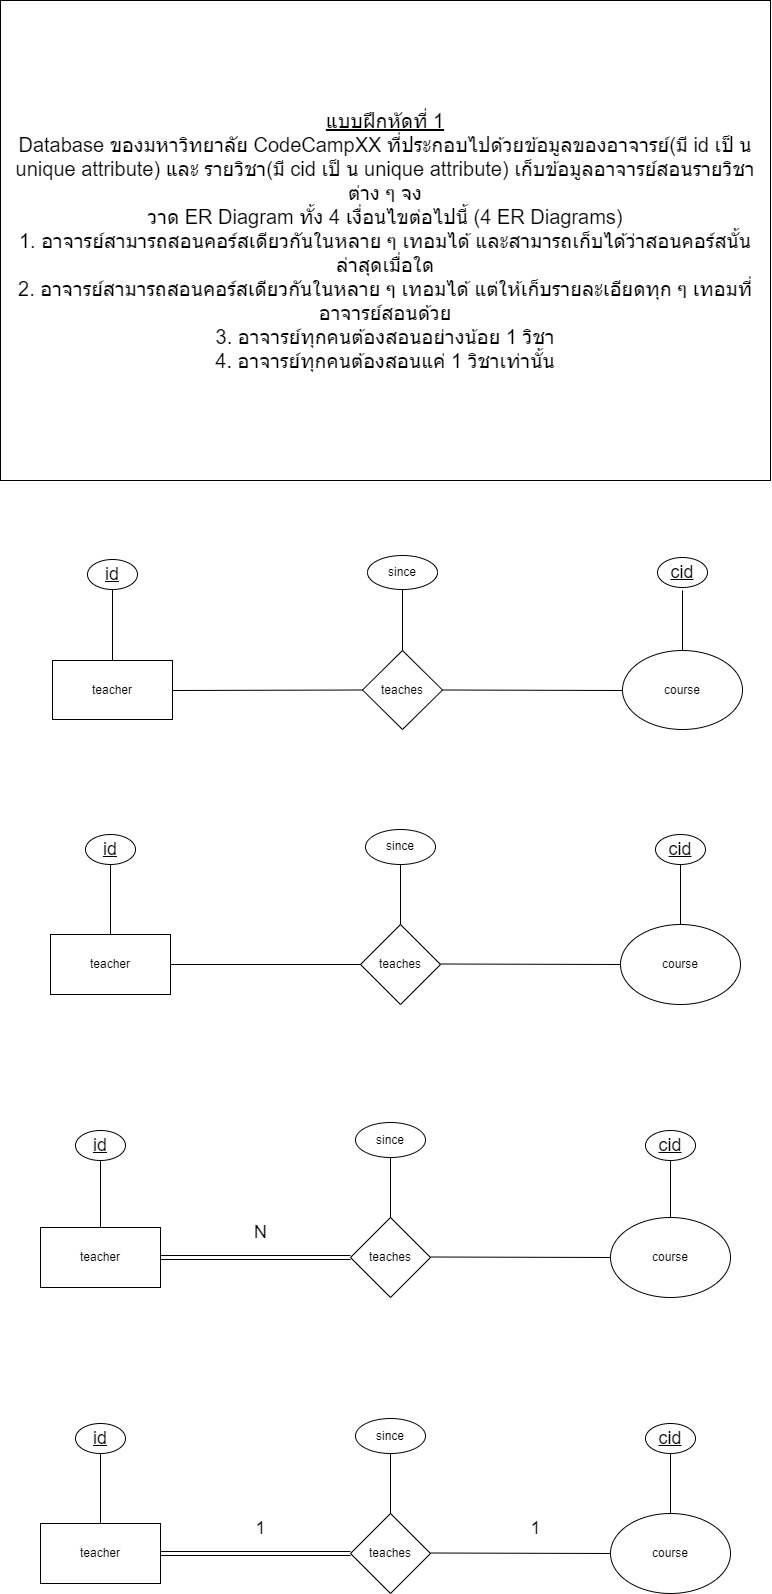 แบบฝึกหัดที่ 1
Database ของมหาวิทยาลัย CodeCampXX ที่ประกอบไปด้วยข้อมูลของอาจารย์(มี id เป็ น
unique attribute) และ รายวิชา(มี cid เป็ น unique attribute) เก็บข้อมูลอาจารย์สอนรายวิชา
ต่าง ๆ จง
วาด ER Diagram ทั้ง 4 เงื่อนไขต่อไปนี้ (4 ER Diagrams)
1. อาจารย์สามารถสอนคอร์สเดียวกันในหลาย ๆ เทอมได้ และสามารถเก็บได้ว่าสอนคอร์สนั้น
ล่าสุดเมื่อใด
2. อาจารย์สามารถสอนคอร์สเดียวกันในหลาย ๆ เทอมได้ แต่ให้เก็บรายละเอียดทุก ๆ เทอมที่
อาจารย์สอนด้วย
3. อาจารย์ทุกคนต้องสอนอย่างน้อย 1 วิชา
4. อาจารย์ทุกคนต้องสอนแค่ 1 วิชาเท่านั้น
id since cid
teacher teaches course
id since cid
teacher teaches course
id since cid
N
teacher teaches course
id since cid
1 1
teacher teaches course